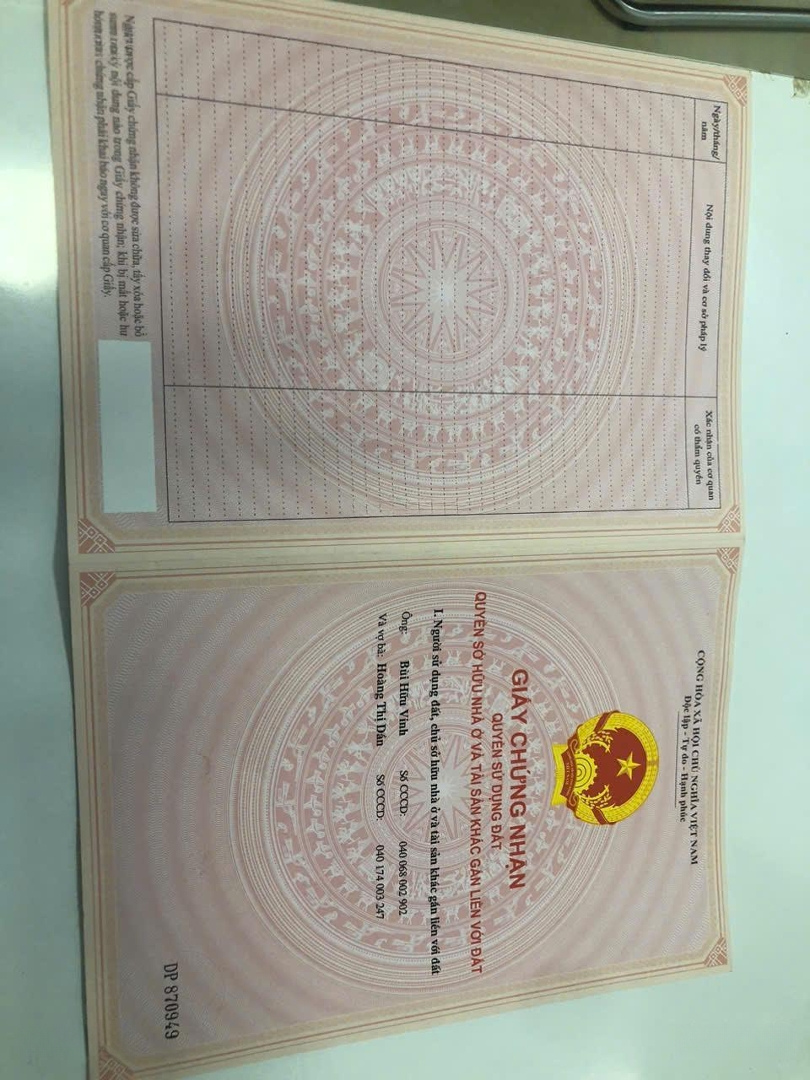 Ngày/tháng/
năm
Nội dung thay đổi và cơ sở pháp lý
Xác nhận của cơ quan
có thẩm quyền
Người được cấp Giấy chứng nhận không được sửa chữa, tẩy xóa hoặc bổ
sung bất kỳ nội dung nào trong Giấy chứng nhận; khi bị mất hoặc hư
hỏng Giấy chứng nhận phải khai báo ngay với cơ quan cấp Giấy.
CỘNG HÒA XÃ HỘI CHỦ NGHĨA VIỆT NAM
Độc lập - Tự do - Hạnh phúc
GIẤY CHỨNG NHẬN
QUYỀN SỬ DỤNG ĐẤT
QUYỀN SỞ HỮU NHÀ Ở VÀ TÀI SẢN KHÁC GẮN LIỀN VỚI ĐẤT
I. Người sử dụng đất, chủ sở hữu nhà ở và tài sản khác gắn liền với đất
Ông: Bùi Hữu Vinh Số CCCD: 040 068 002 902
Và vợ bà: Hoàng Thị Dán Số CCCD: 040 174 003 247
DP 870949